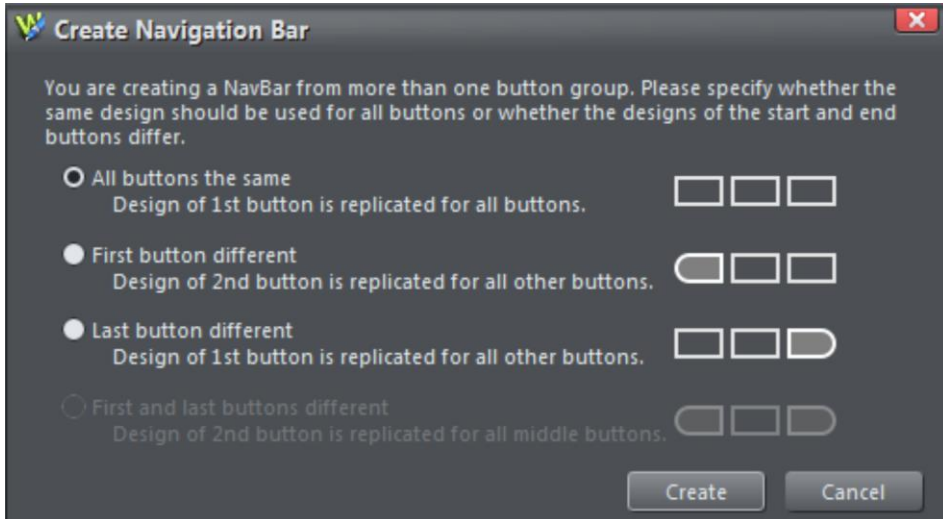 Create Navigation Bar
You are creating a NavBar from more than one button group. Please specify whether the
same design should be used for all buttons or whether the designs of the start and end
buttons differ.
All buttons the same
Design of 1st button is replicated for all buttons.
First button different
Design of 2nd button is replicated for all other buttons.
Last button different
Design of 1st button is replicated for all other buttons.
First and last buttons different
Design of 2nd button is replicated for all middle buttons.
Create Cancel